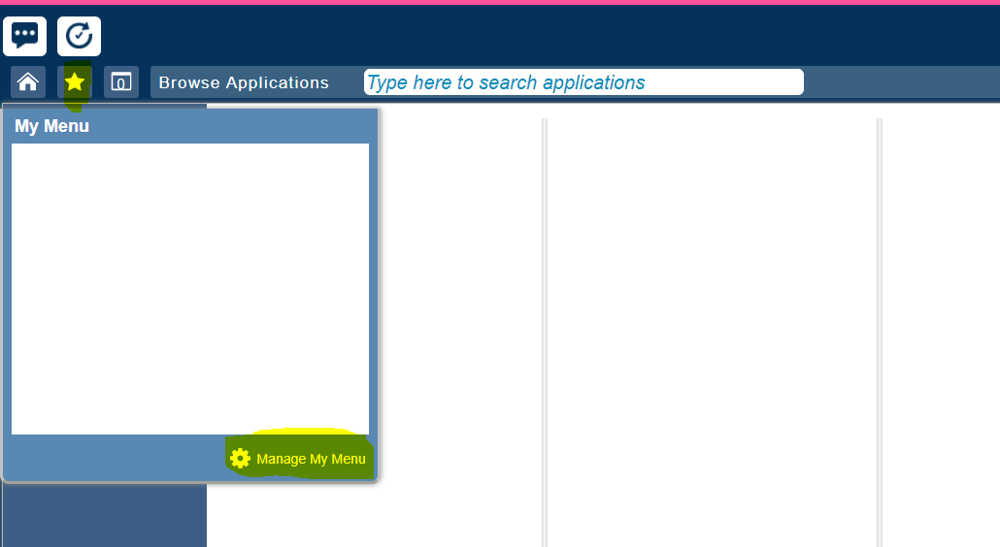 0
Browse Applications
Type here to search applications
My Menu
Manage My Menu